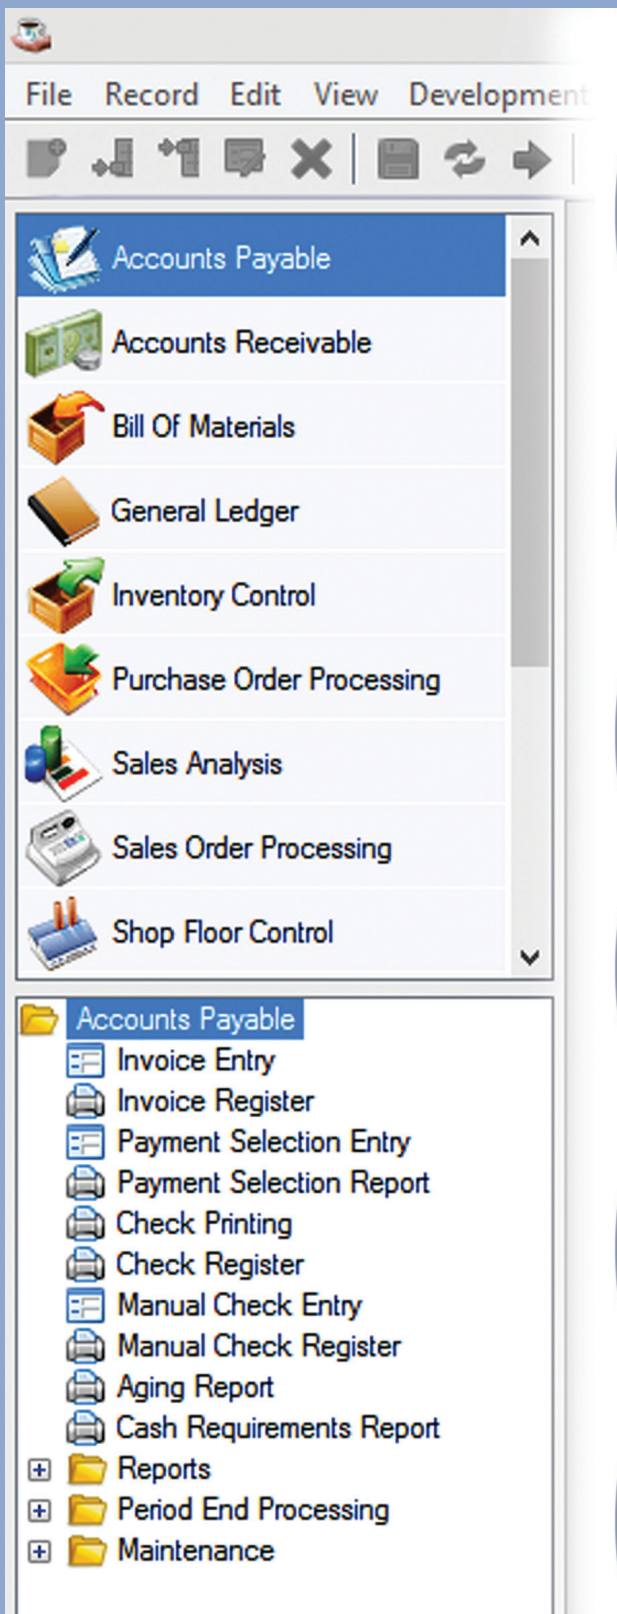 File Record Edit View Development
Accounts Payable
Accounts Receivable
Bill Of Materials
General Ledger
Inventory Control
Purchase Order Processing
Sales Analysis
Sales Order Processing
Shop Floor Control
Accounts Payable
Invoice Entry
Invoice Register
Payment Selection Entry
Payment Selection Report
Check Printing
Check Register
Manual Check Entry
Manual Check Register
Aging Report
Cash Requirements Report
Reports
Period End Processing
Maintenance